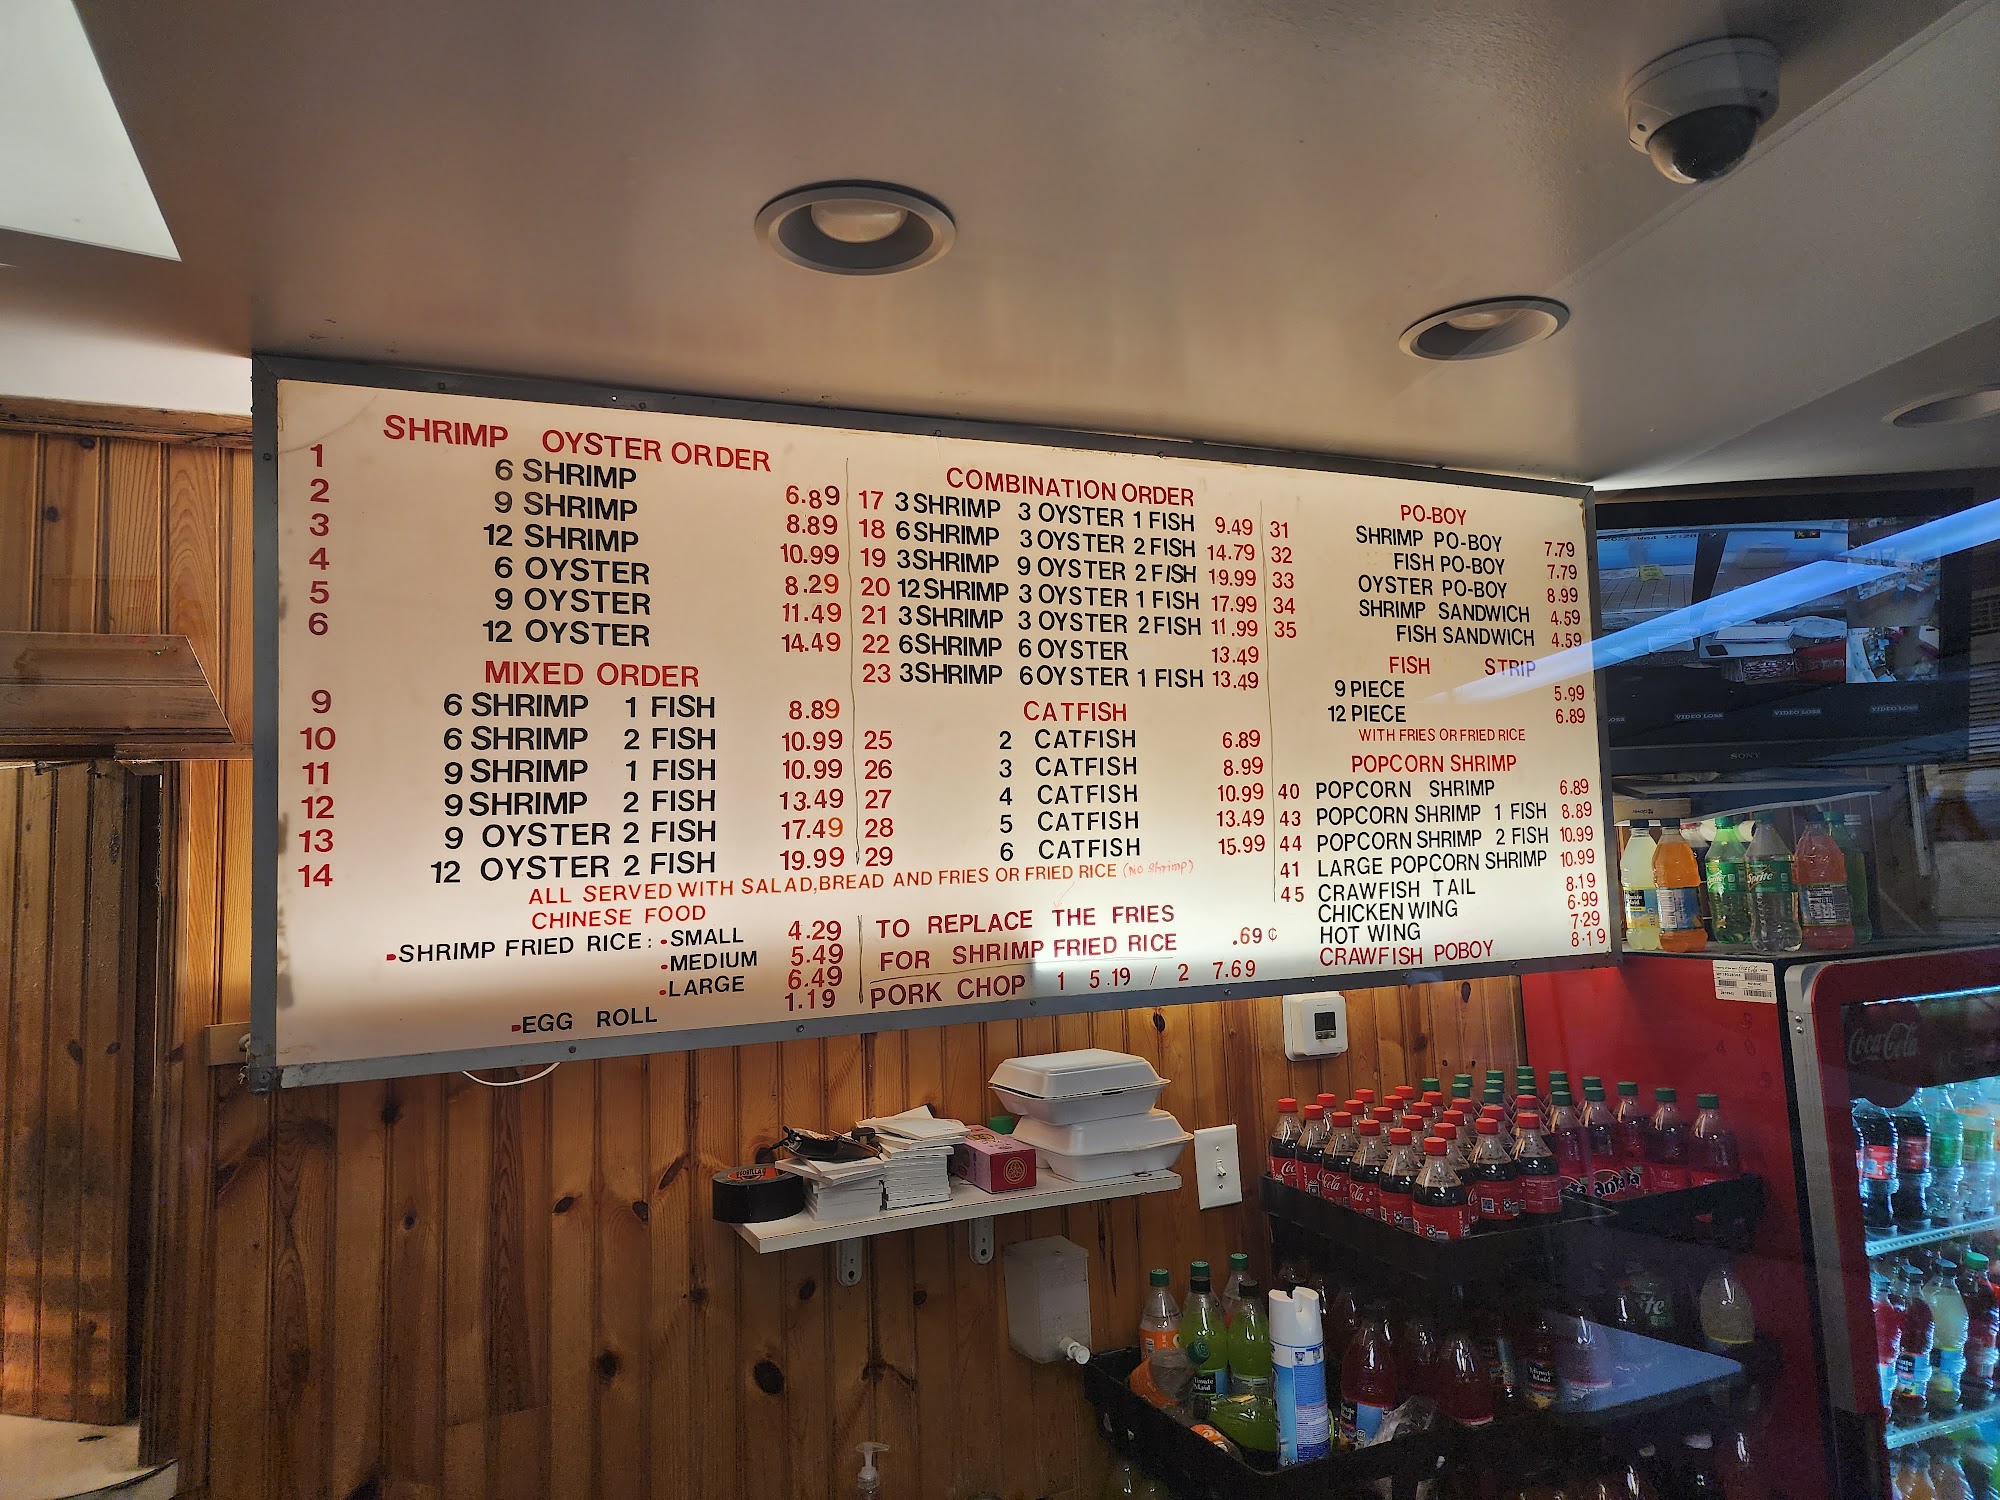 SHRIMP OYSTER ORDER
1 6 SHRIMP 6.89
2 9 SHRIMP 8.89
3 12 SHRIMP 10.99
4 6 OYSTER 8.29
5 9 OYSTER 11.49
6 12 OYSTER 14.49
MIXED ORDER
9 6 SHRIMP 1 FISH 8.89
10 6 SHRIMP 2 FISH 10.99
11 9 SHRIMP 1 FISH 10.99
12 9 SHRIMP 2 FISH 13.49
13 9 OYSTER 2 FISH 17.49
14 12 OYSTER 2 FISH 19.99
COMBINATION ORDER
17 3 SHRIMP 3 OYSTER 1 FISH 9.49
18 6 SHRIMP 3 OYSTER 2 FISH 14.79
19 3 SHRIMP 9 OYSTER 2 FISH 19.99
20 12 SHRIMP 3 OYSTER 1 FISH 17.99
21 3 SHRIMP 3 OYSTER 2 FISH 11.99
22 6 SHRIMP 6 OYSTER 13.49
23 3 SHRIMP 6 OYSTER 1 FISH 13.49
CATFISH
25 2 CATFISH 6.89
26 3 CATFISH 8.99
27 4 CATFISH 10.99
28 5 CATFISH 13.49
29 6 CATFISH 15.99
ALL SERVED WITH SALAD, BREAD AND FRIES OR FRIED RICE (No Shrimp)
CHINESE FOOD
•SHRIMP FRIED RICE: •SMALL 4.29
•MEDIUM 5.49
•LARGE 6.49
•EGG ROLL 1.19
TO REPLACE THE FRIES
FOR SHRIMP FRIED RICE .69 ¢
PORK CHOP 1 5.19 / 2 7.69
PO-BOY
31 SHRIMP PO-BOY 7.79
32 FISH PO-BOY 7.79
33 OYSTER PO-BOY 8.99
34 SHRIMP SANDWICH 4.59
35 FISH SANDWICH 4.59
FISH STRIP
9 PIECE 5.99
12 PIECE 6.89
WITH FRIES OR FRIED RICE
POPCORN SHRIMP
40 POPCORN SHRIMP 6.89
43 POPCORN SHRIMP 1 FISH 8.89
44 POPCORN SHRIMP 2 FISH 10.99
41 LARGE POPCORN SHRIMP 10.99
45 CRAWFISH TAIL 8.19
CHICKEN WING 6.99
HOT WING 7.29
CRAWFISH POBOY 8.19
VIDEO LOSS
VIDEO LOSS
VIDEO LOSS
SONY
Sprite
Coca-Cola
Minute Maid